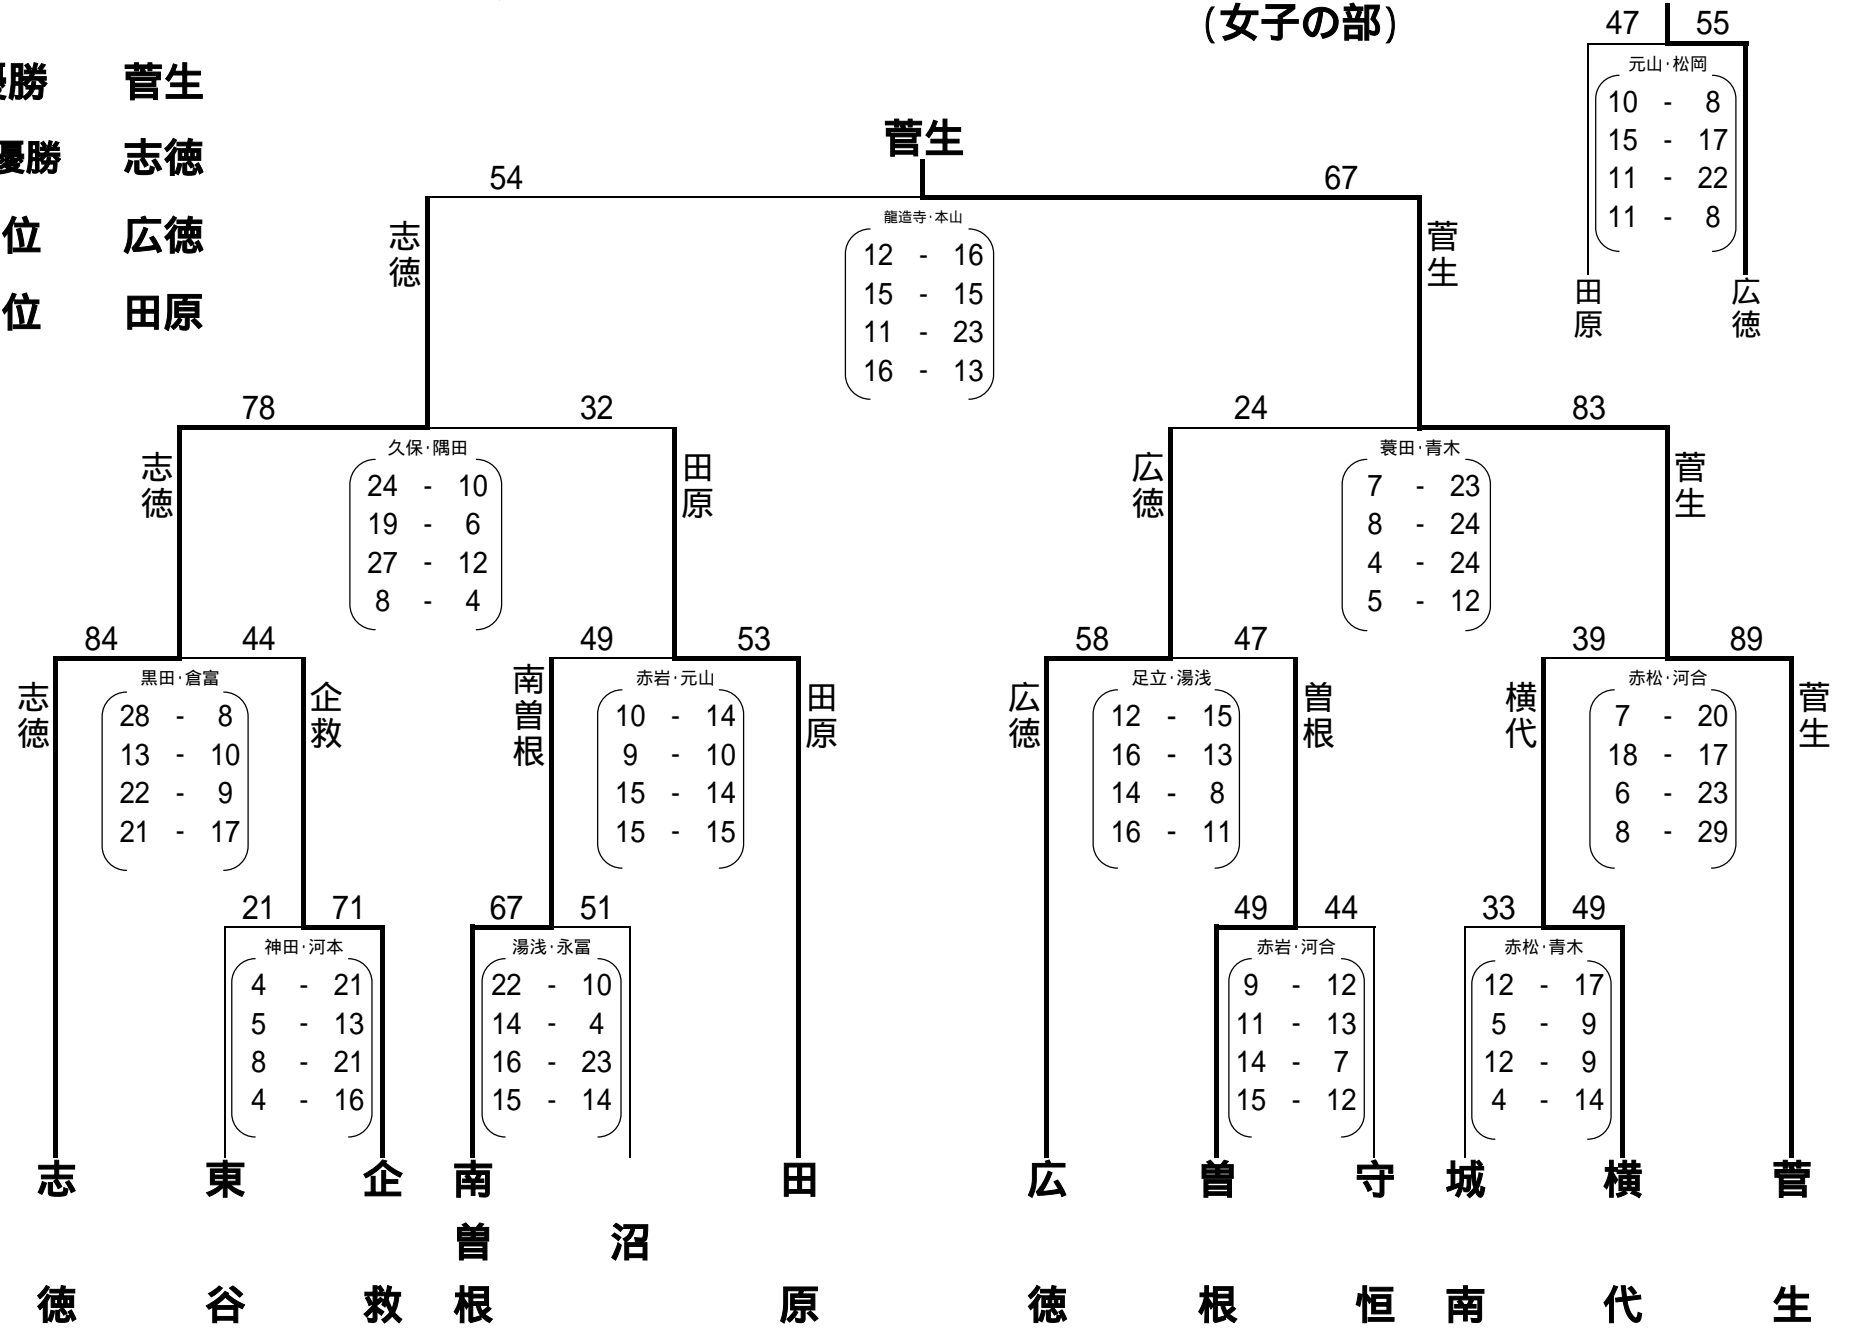 (女子の部)
47 55
元山·松岡
10 - 8
15 - 17
11 - 22
11 - 8
田原
広徳
優勝 菅生
優勝 志徳
位 広徳
位 田原
菅生
54 67
龍造寺·本山
12 - 16
15 - 15
11 - 23
16 - 13
志徳
菅生
78 32
久保·隅田
24 - 10
19 - 6
27 - 12
8 - 4
志徳
田原
24 83
蓑田·青木
7 - 23
8 - 24
4 - 24
5 - 12
広徳
菅生
84 44
黒田·倉富
28 - 8
13 - 10
22 - 9
21 - 17
志徳
企救
49 53
赤岩·元山
10 - 14
9 - 10
15 - 14
15 - 15
南曽根
田原
58 47
足立·湯浅
12 - 15
16 - 13
14 - 8
16 - 11
広徳
曽根
39 89
赤松·河合
7 - 20
18 - 17
6 - 23
8 - 29
横代
菅生
21 71
神田·河本
4 - 21
5 - 13
8 - 21
4 - 16
67 51
湯浅·永冨
22 - 10
14 - 4
16 - 23
15 - 14
49 44
赤岩·河合
9 - 12
11 - 13
14 - 7
15 - 12
33 49
赤松·青木
12 - 17
5 - 9
12 - 9
4 - 14
志徳
東谷
企救
南曽根
沼
田原
広徳
曽根
守恒
城南
横代
菅生